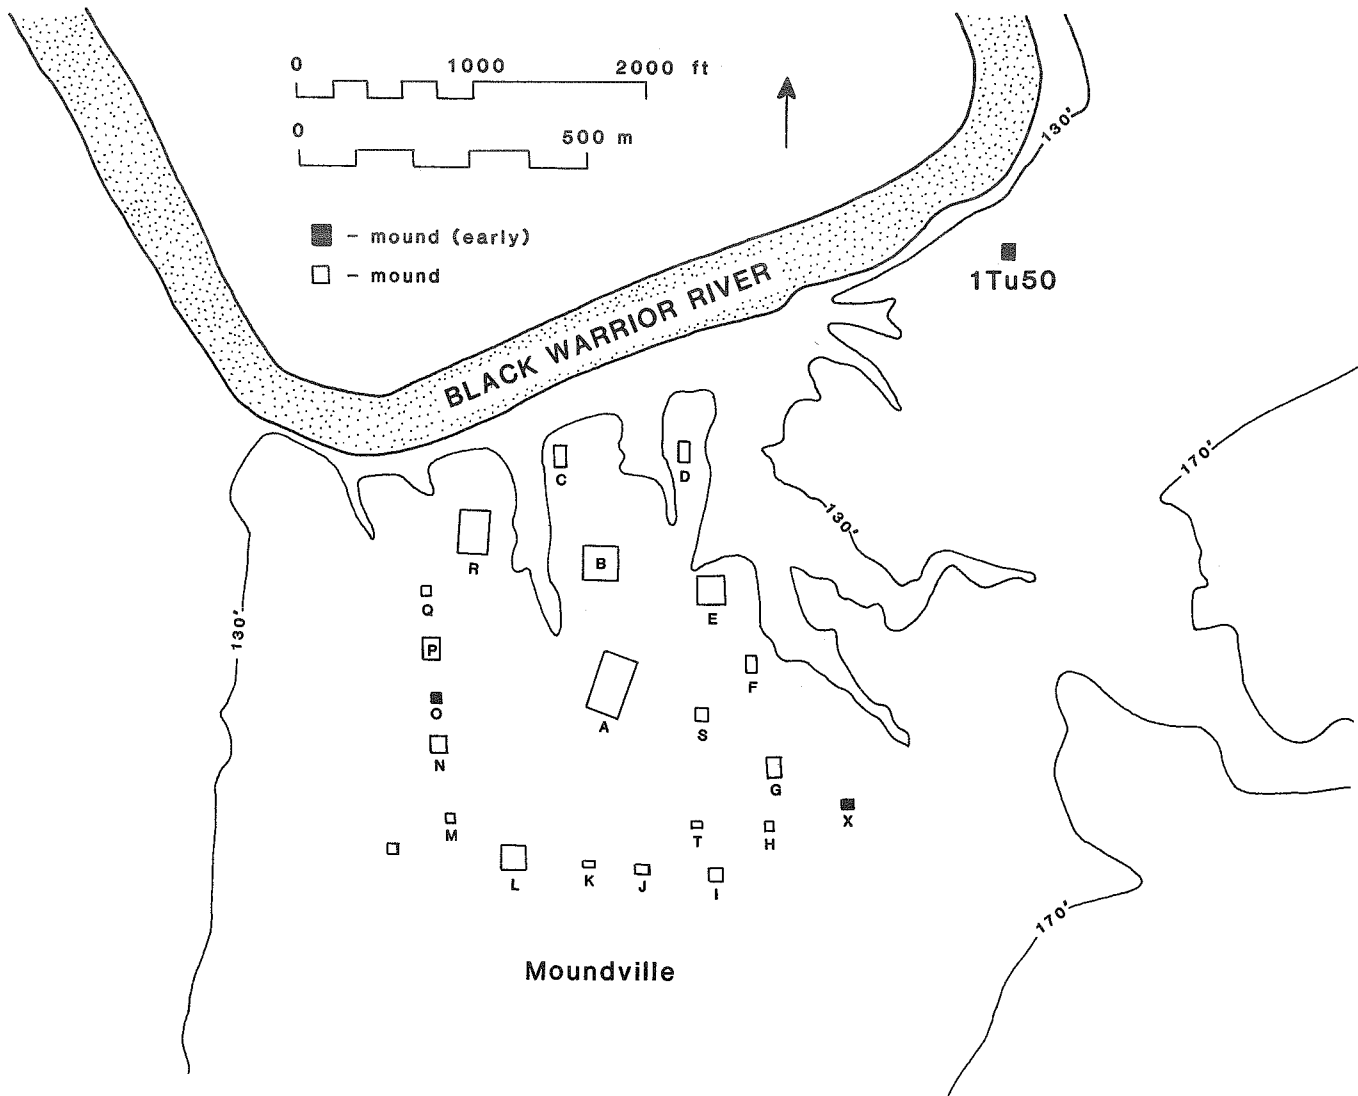 0 1000 2000 ft
0 500 m
- mound (early)
- mound
130'
1Tu50
BLACK WARRIOR RIVER
170'
C
D
130'
R
B
E
Q
130'
P
F
O
A
S
N
G
X
M
T
H
L
K
J
I
170'
Moundville